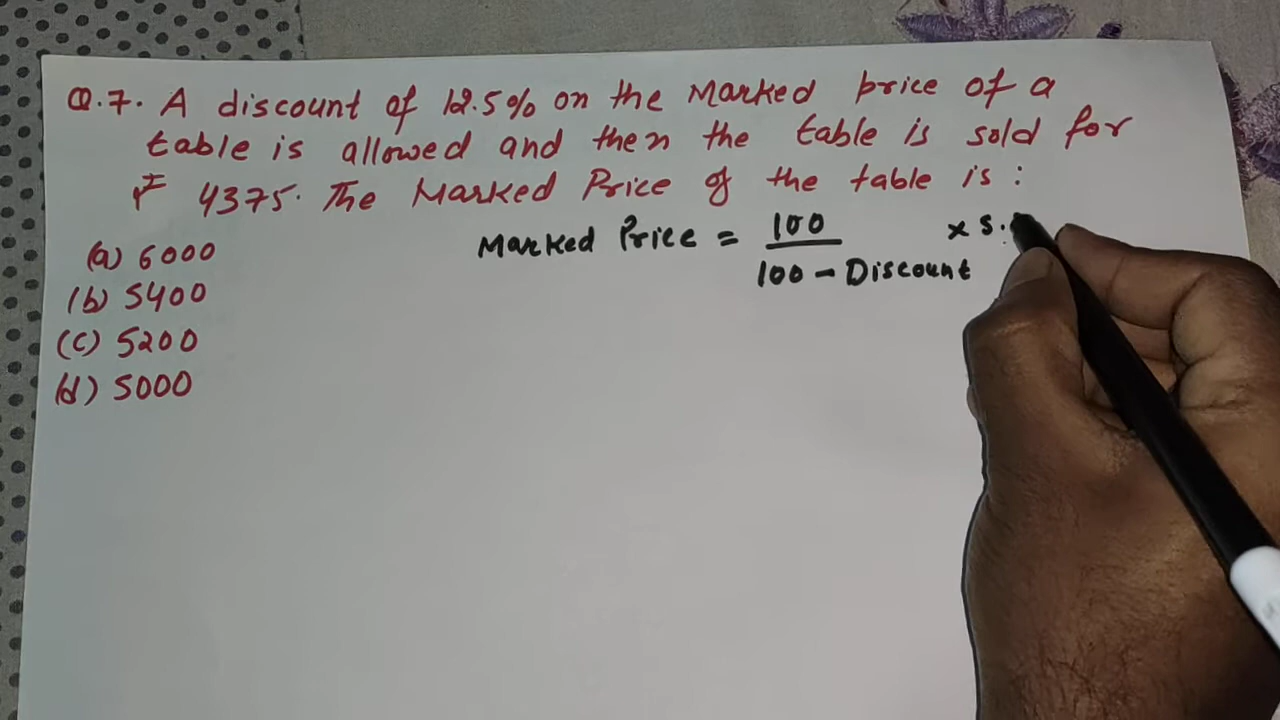 Q.7. A discount of 12.5% on the Marked price of a
table is allowed and then the table is sold for
₹ 4375. The Marked Price of the table is :
(a) 6000
(b) 5400
(c) 5200
(d) 5000
Marked Price = 100 / 100 - Discount × S.